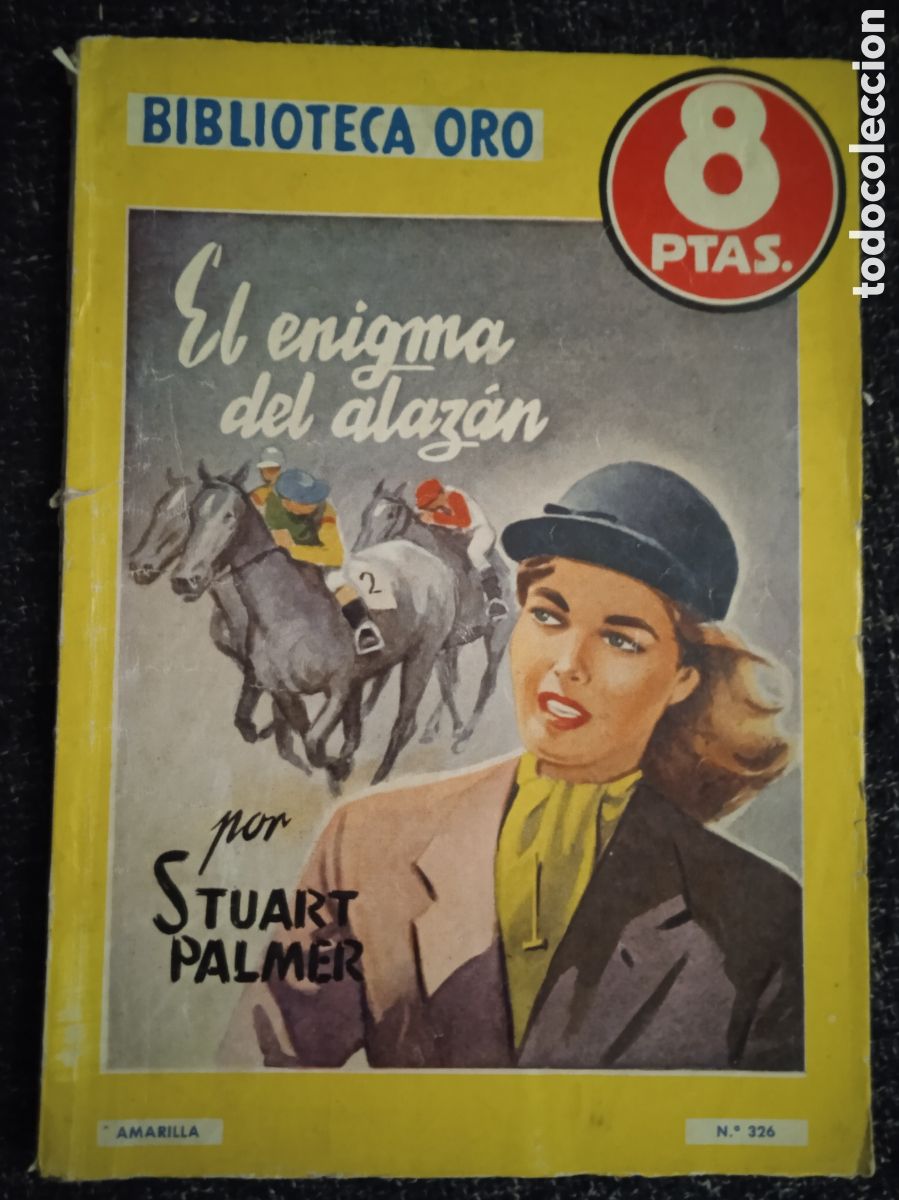 BIBLIOTECA ORO
8
PTAS.
El enigma
del alazán
2
por
STUART
PALMER
AMARILLA
N.º 326
todocoleccion